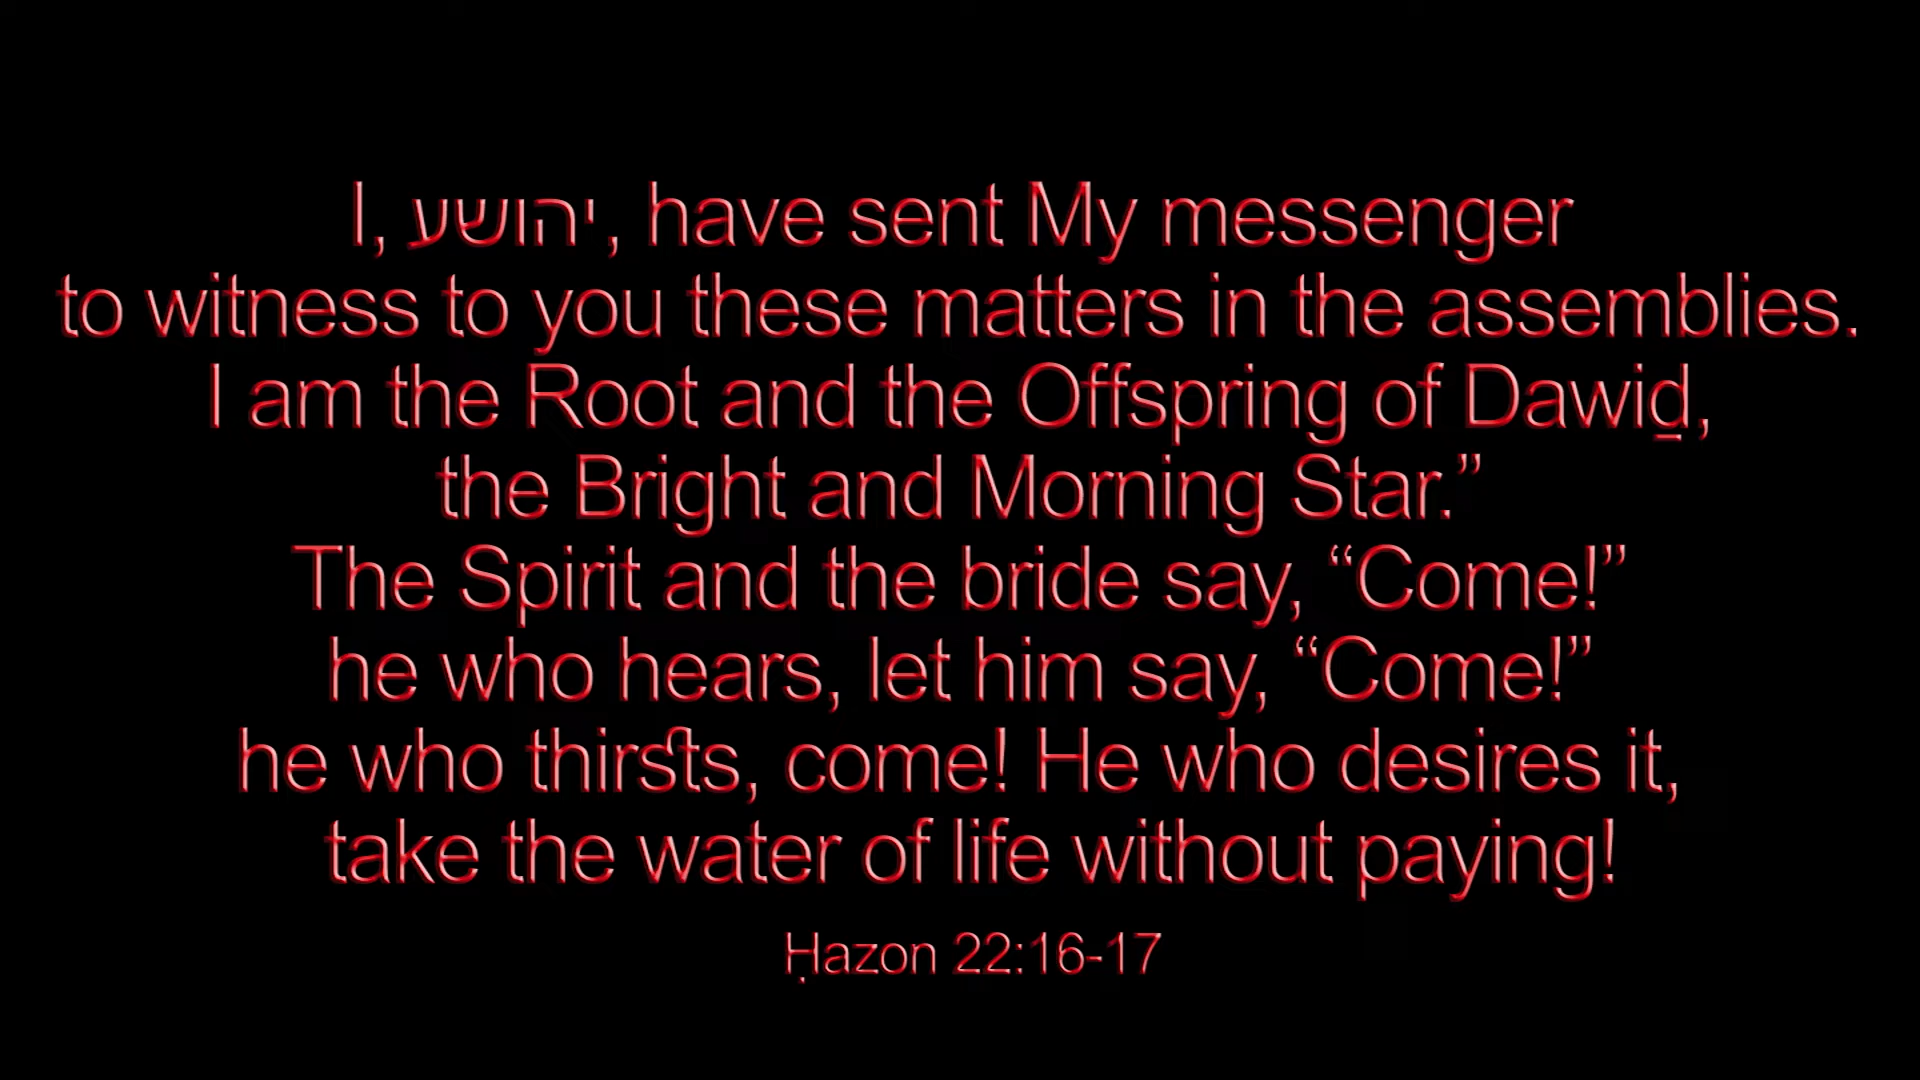 I, יהושע, have sent My messenger
to witness to you these matters in the assemblies.
I am the Root and the Offspring of Dawiḏ,
the Bright and Morning Star.”
The Spirit and the bride say, “Come!”
he who hears, let him say, “Come!”
he who thirsts, come! He who desires it,
take the water of life without paying!
Ḥazon 22:16-17